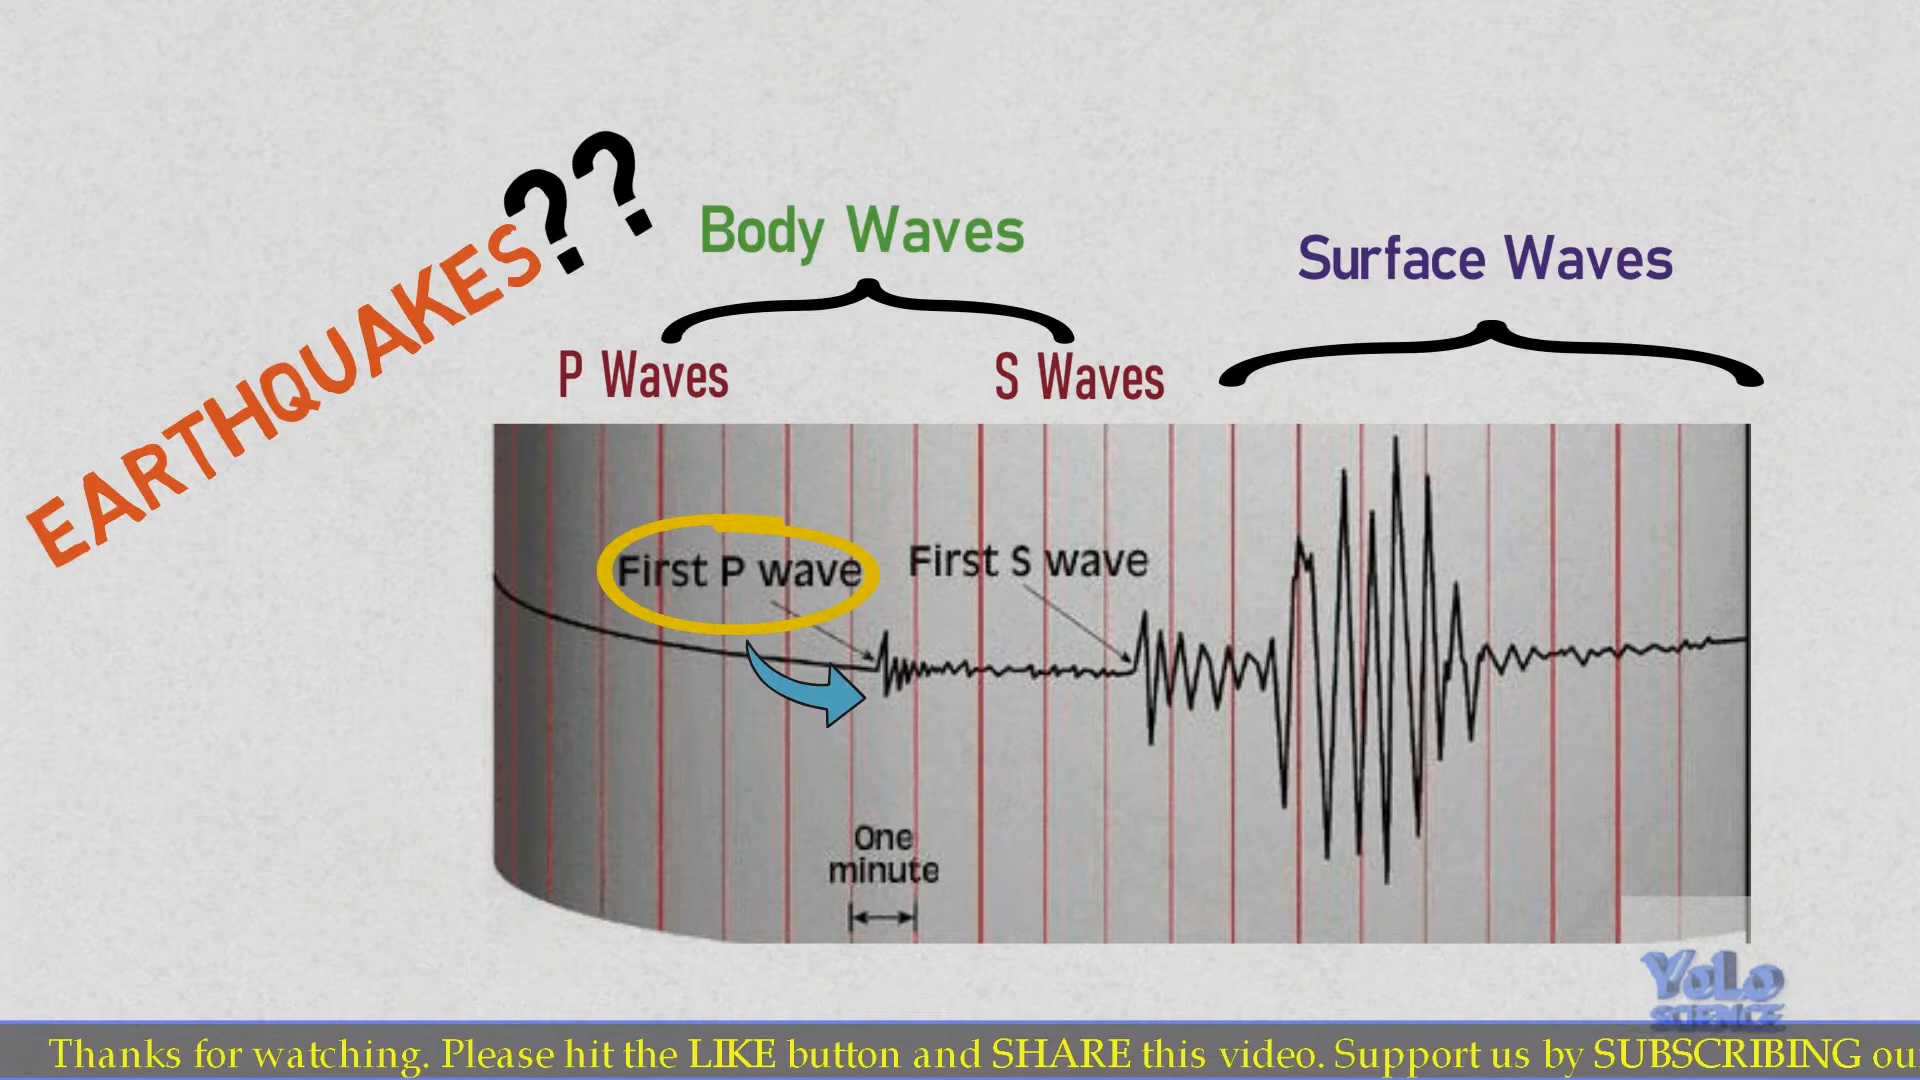 EARTHQUAKES??
Body Waves
Surface Waves
P Waves
S Waves
First P wave
First S wave
One
minute
YoLo
SCIENCE
Thanks for watching. Please hit the LIKE button and SHARE this video. Support us by SUBSCRIBING ou